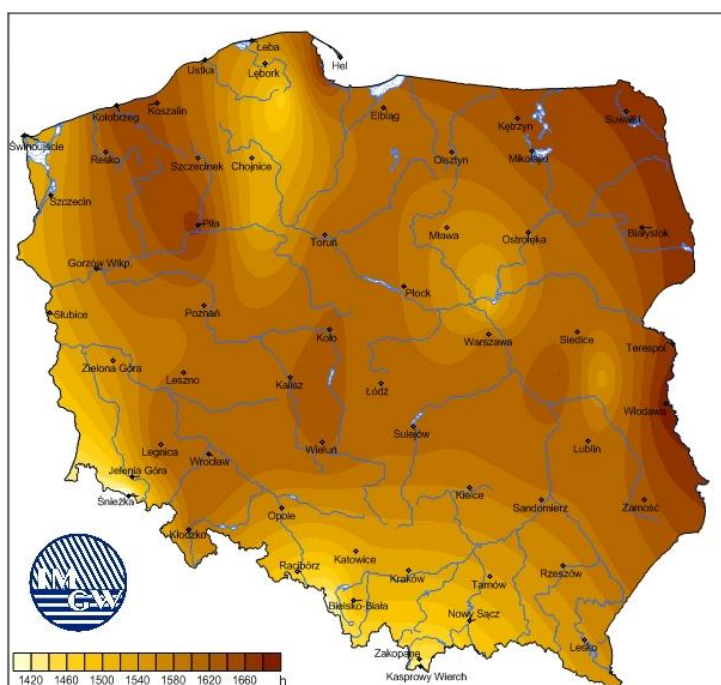 Łeba
Ustka
Lębork
Hel
Kołobrzeg
Koszalin
Elbląg
Kętrzyn
Suwałki
Świnoujście
Resko
Szczecinek
Chojnice
Olsztyn
Mikołajki
Szczecin
Piła
Toruń
Mława
Ostrołęka
Białystok
Gorzów Wlkp.
Płock
Słubice
Poznań
Koło
Warszawa
Siedlce
Terespol
Zielona Góra
Leszno
Kalisz
Łódź
Włodawa
Sulejów
Legnica
Wrocław
Wieluń
Lublin
Jelenia Góra
Śnieżka
Kielce
Sandomierz
Zamość
Opole
Kłodzko
Katowice
Racibórz
Kraków
Tarnów
Rzeszów
Bielsko-Biała
Nowy Sącz
Lesko
Zakopane
Kasprowy Wierch
IM
GW
1420 1460 1500 1540 1580 1620 1660 h